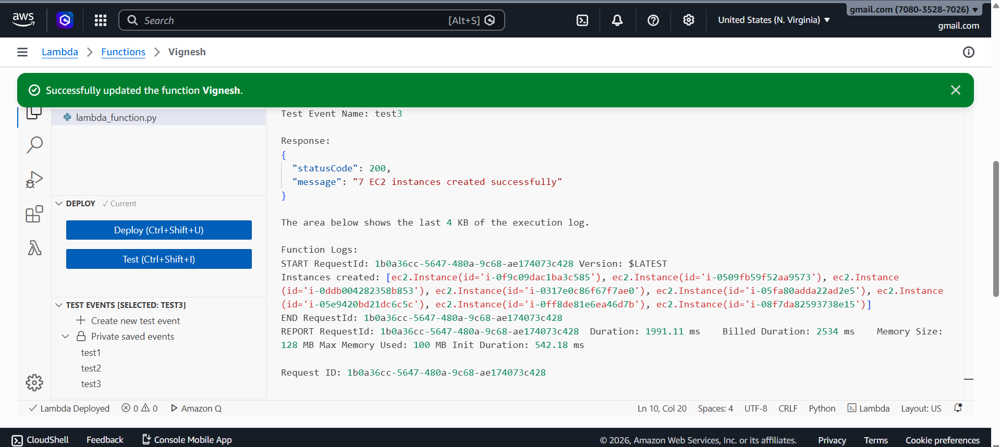 aws
Search
[Alt+S]
United States (N. Virginia)
gmail.com (7080-3528-7026)
gmail.com
Lambda
Functions
Vignesh
Successfully updated the function Vignesh.
lambda_function.py
DEPLOY
Current
Deploy (Ctrl+Shift+U)
Test (Ctrl+Shift+I)
TEST EVENTS [SELECTED: TEST3]
Create new test event
Private saved events
test1
test2
test3
Test Event Name: test3
Response:
{
"statusCode": 200,
"message": "7 EC2 instances created successfully"
}
The area below shows the last 4 KB of the execution log.
Function Logs:
START RequestId: 1b0a36cc-5647-480a-9c68-ae174073c428 Version: $LATEST
Instances created: [ec2.Instance(id='i-0f9c09dac1ba3c585'), ec2.Instance(id='i-0509fb59f52aa9573'), ec2.Instance
(id='i-0ddb004282358b853'), ec2.Instance(id='i-0317e0c86f67f7ae0'), ec2.Instance(id='i-05fa80adda22ad2e5'), ec2.Instance
(id='i-05e9420bd21dc6c5c'), ec2.Instance(id='i-0ff8de81e6ea46d7b'), ec2.Instance(id='i-08f7da82593738e15')]
END RequestId: 1b0a36cc-5647-480a-9c68-ae174073c428
REPORT RequestId: 1b0a36cc-5647-480a-9c68-ae174073c428 Duration: 1991.11 ms Billed Duration: 2534 ms Memory Size:
128 MB Max Memory Used: 100 MB Init Duration: 542.18 ms
Request ID: 1b0a36cc-5647-480a-9c68-ae174073c428
Lambda Deployed
0
0
Amazon Q
Ln 10, Col 20
Spaces: 4
UTF-8
CRLF
Python
Lambda
Layout: US
CloudShell
Feedback
Console Mobile App
© 2026, Amazon Web Services, Inc. or its affiliates.
Privacy
Terms
Cookie preferences